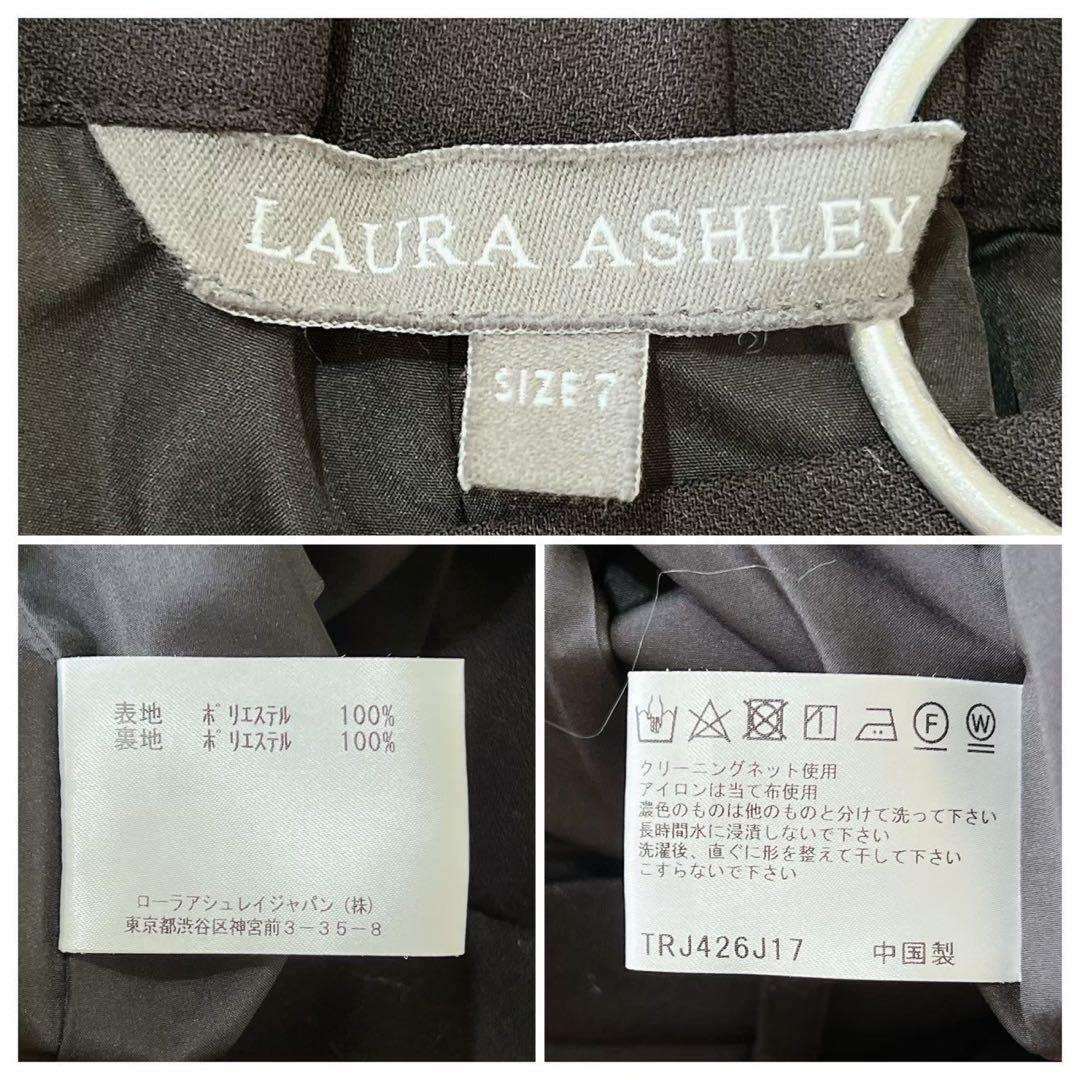 LAURA ASHLEY
SIZE 7
表地 ポリエステル 100%
裏地 ポリエステル 100%
ローラアシュレイジャパン(株)
東京都渋谷区神宮前3-35-8
F W
クリーニングネット使用
アイロンは当て布使用
濃色のものは他のものと分けて洗って下さい
長時間水に浸漬しないで下さい
洗濯後、直ぐに形を整えて干して下さい
こすらないで下さい
TRJ426J17 中国製